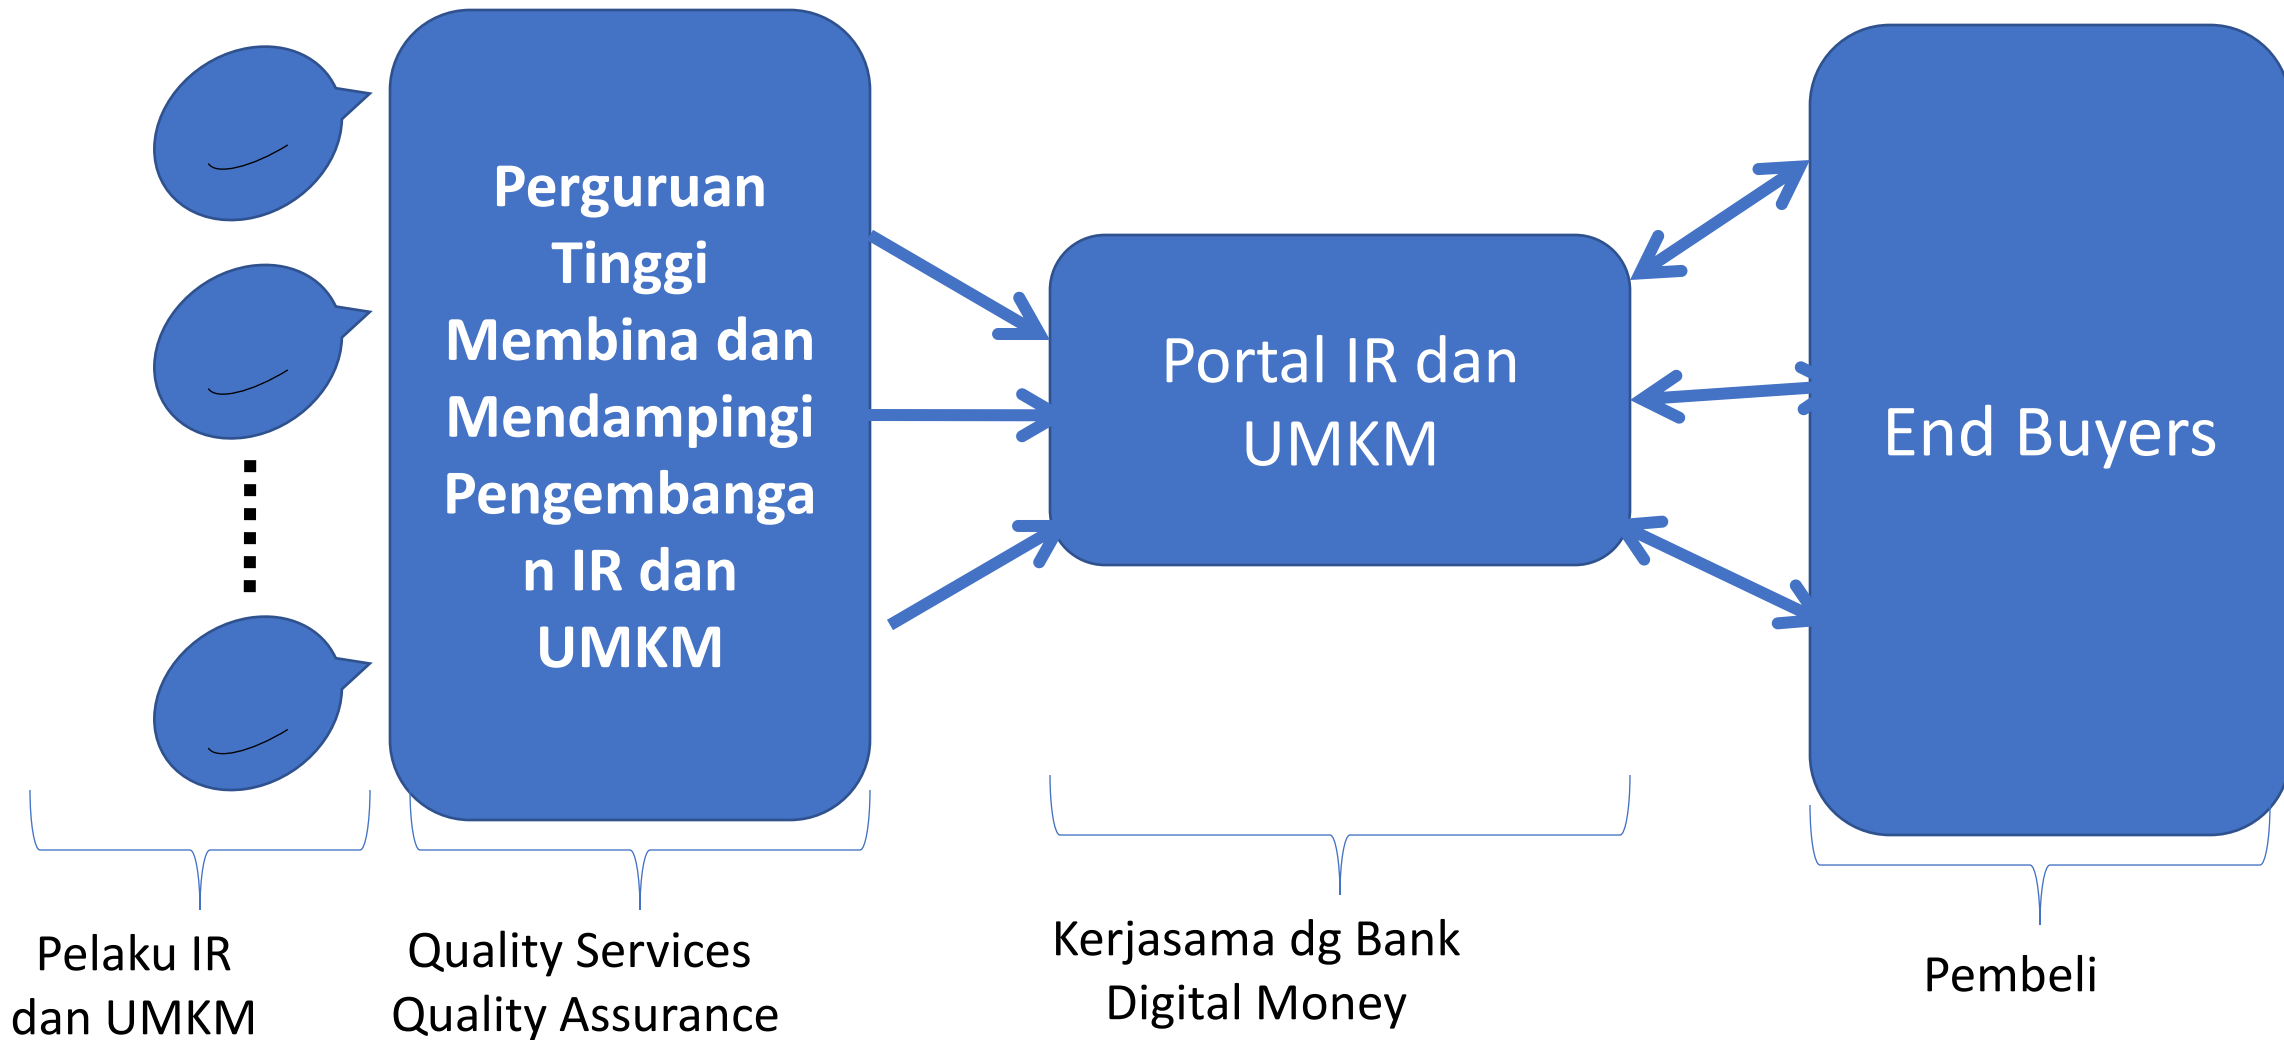 Perguruan
Tinggi
Membina dan
Mendampingi
Pengembanga
n IR dan
UMKM
Portal IR dan
UMKM
End Buyers
Pelaku IR
dan UMKM
Quality Services
Quality Assurance
Kerjasama dg Bank
Digital Money
Pembeli